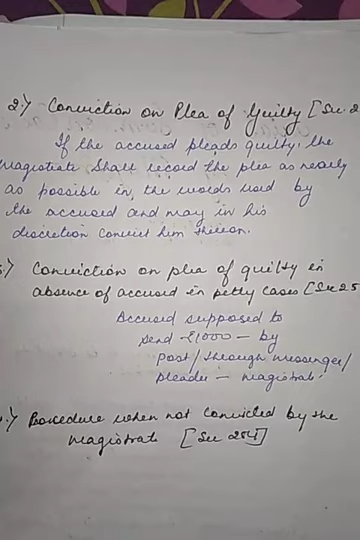 2.) Conviction on Plea of Guilty [Sec. 2
If the accused pleads guilty, the
Magistrate Shall record the plea as nearly
as possible in, the words used by
the accused and may in his
discretion convict him thereon.
.) Conviction on plea of guilty in
absence of accused in petty cases [Sec 25
Accused supposed to
send ₹1000 – by
post/through messenger/
pleader – magistrate.
.) Procedure when not convicted by the
magistrate [Sec 254]